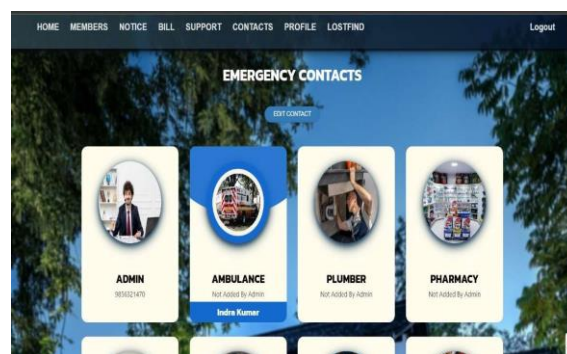 HOME MEMBERS NOTICE BILL SUPPORT CONTACTS PROFILE LOSTFIND Logout
EMERGENCY CONTACTS
EDIT CONTACT
ADMIN
9836321470
AMBULANCE
Not Added By Admin
Indra Kumar
PLUMBER
Not Added By Admin
PHARMACY
Not Added By Admin